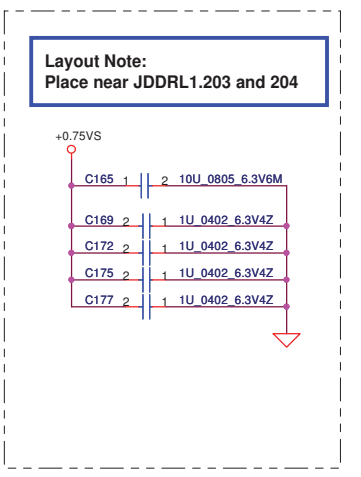 Layout Note:
Place near JDDRL1.203 and 204
+0.75VS
C165 1 2 10U_0805_6.3V6M
C169 2 1 1U_0402_6.3V4Z
C172 2 1 1U_0402_6.3V4Z
C175 2 1 1U_0402_6.3V4Z
C177 2 1 1U_0402_6.3V4Z